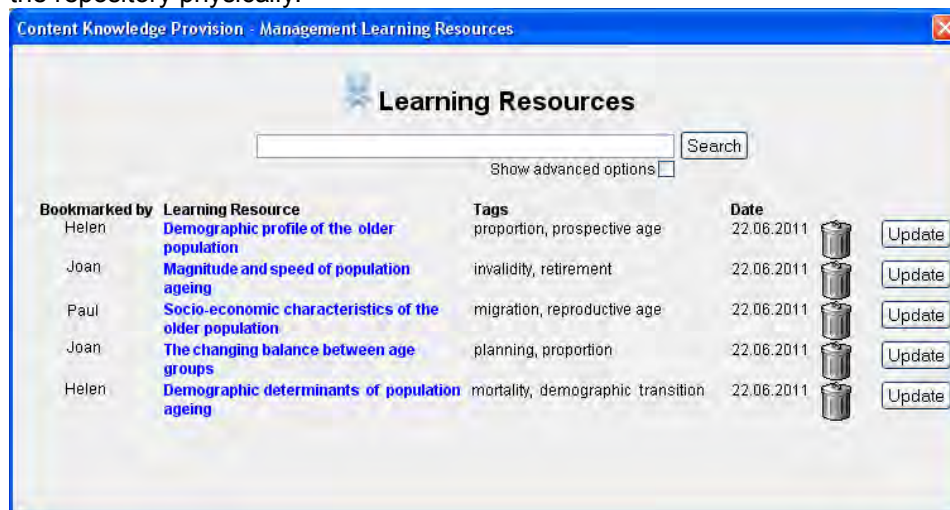 the repository physically.
Content Knowledge Provision - Management Learning Resources
Learning Resources
Search
Show advanced options
Bookmarked by Learning Resource Tags Date
Helen Demographic profile of the older population proportion, prospective age 22.06.2011 Update
Joan Magnitude and speed of population ageing invalidity, retirement 22.06.2011 Update
Paul Socio-economic characteristics of the older population migration, reproductive age 22.06.2011 Update
Joan The changing balance between age groups planning, proportion 22.06.2011 Update
Helen Demographic determinants of population ageing mortality, demographic transition 22.06.2011 Update